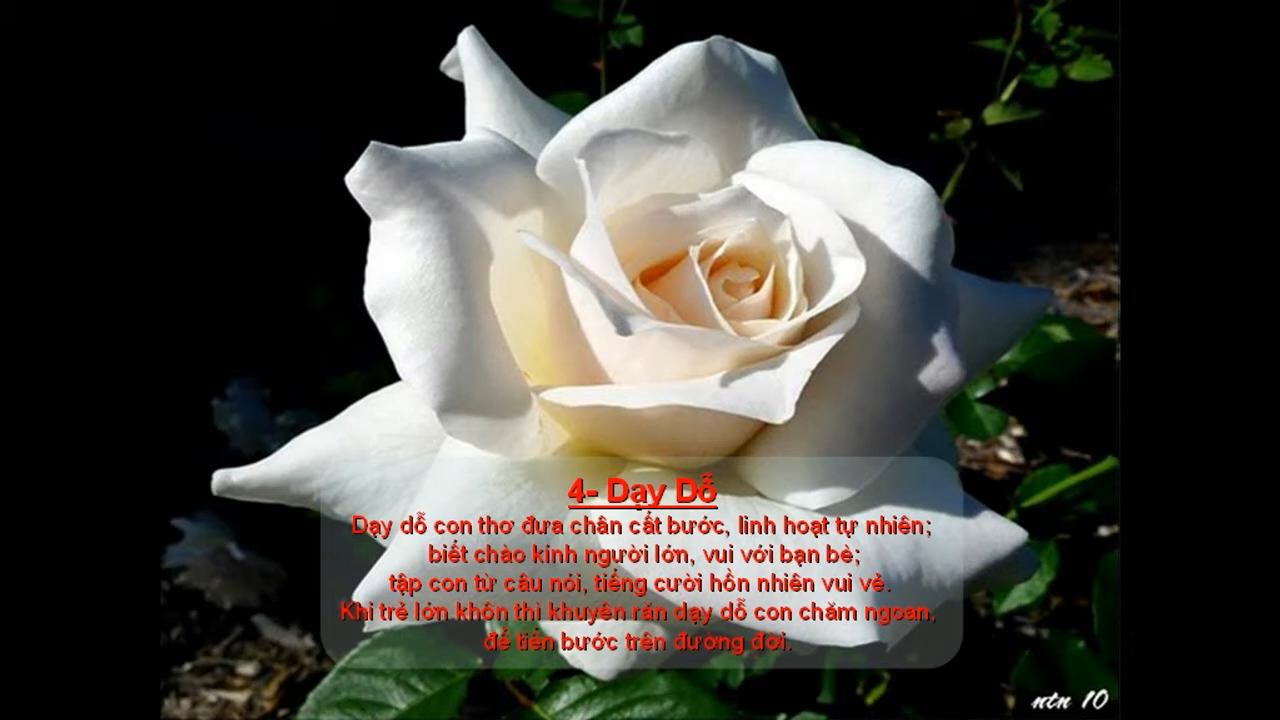 4- Dạy Dỗ
Dạy dỗ con thơ đưa chân cất bước, linh hoạt tự nhiên;
biết chào kính người lớn, vui với bạn bè;
tập con từ câu nói, tiếng cười hồn nhiên vui vẻ.
Khi trẻ lớn khôn thì khuyên răn dạy dỗ con chăm ngoan,
để tiến bước trên đường đời.
ntn 10